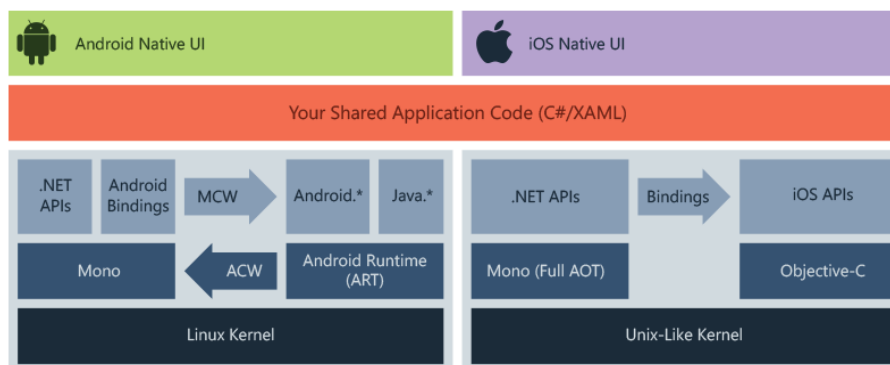 Android Native UI
iOS Native UI
Your Shared Application Code (C#/XAML)
.NET
APIs
Android
Bindings
MCW
Android.*
Java.*
.NET APIs
Bindings
iOS APIs
Mono
ACW
Android Runtime
(ART)
Mono (Full AOT)
Objective-C
Linux Kernel
Unix-Like Kernel